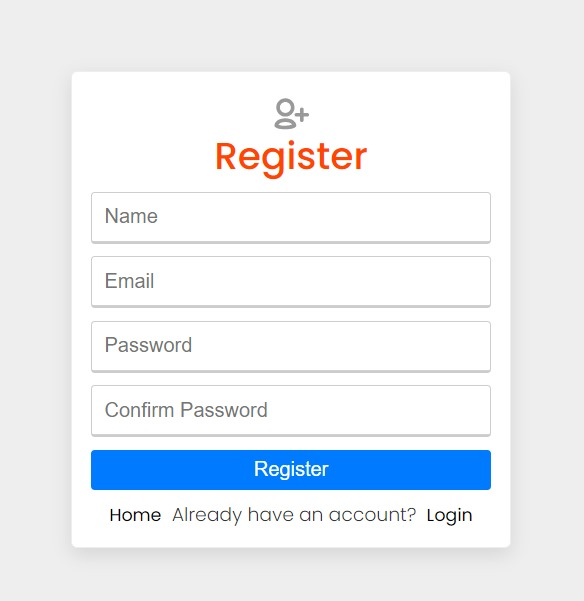 Register
Name
Email
Password
Confirm Password
Register
Home Already have an account? Login